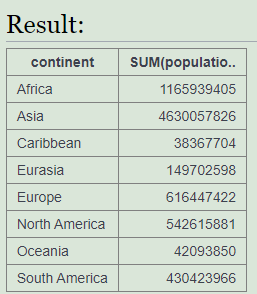 Result:
continent SUM(populatio..
Africa 1165939405
Asia 4630057826
Caribbean 38367704
Eurasia 149702598
Europe 616447422
North America 542615881
Oceania 42093850
South America 430423966